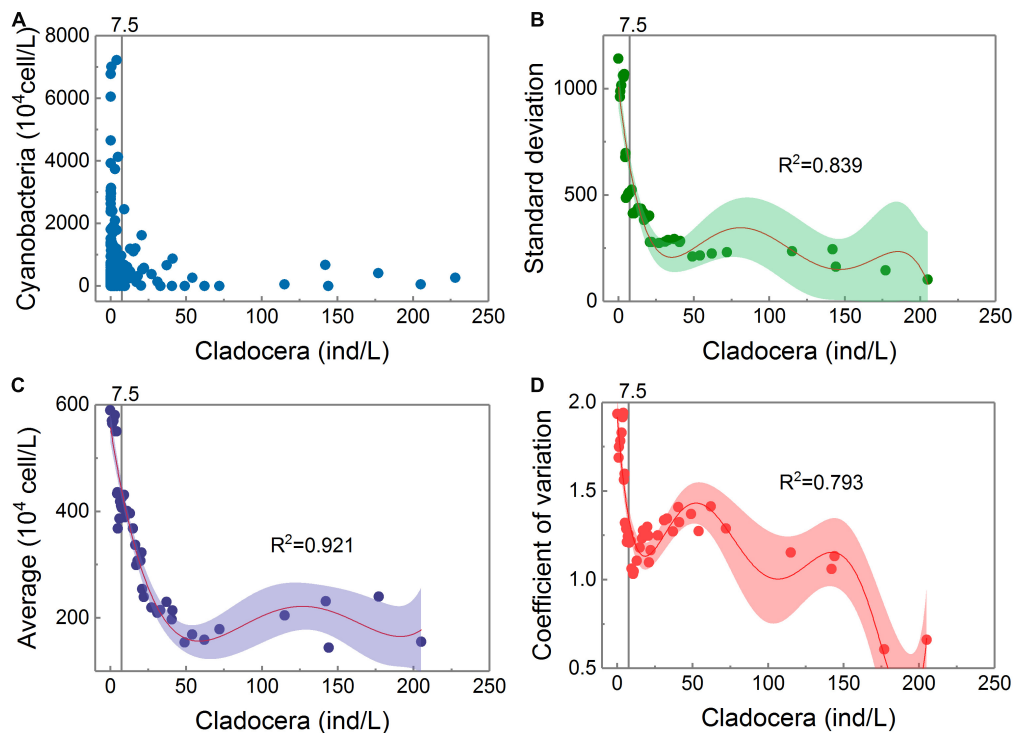 A
7.5
8000
6000
4000
2000
0
Cyanobacteria (10⁴cell/L)
0 50 100 150 200 250
Cladocera (ind/L)
B
7.5
1000
500
0
Standard deviation
R²=0.839
0 50 100 150 200 250
Cladocera (ind/L)
C
7.5
600
400
200
Average (10⁴ cell/L)
R²=0.921
0 50 100 150 200 250
Cladocera (ind/L)
D
7.5
2.0
1.5
1.0
0.5
Coefficient of variation
R²=0.793
0 50 100 150 200 250
Cladocera (ind/L)